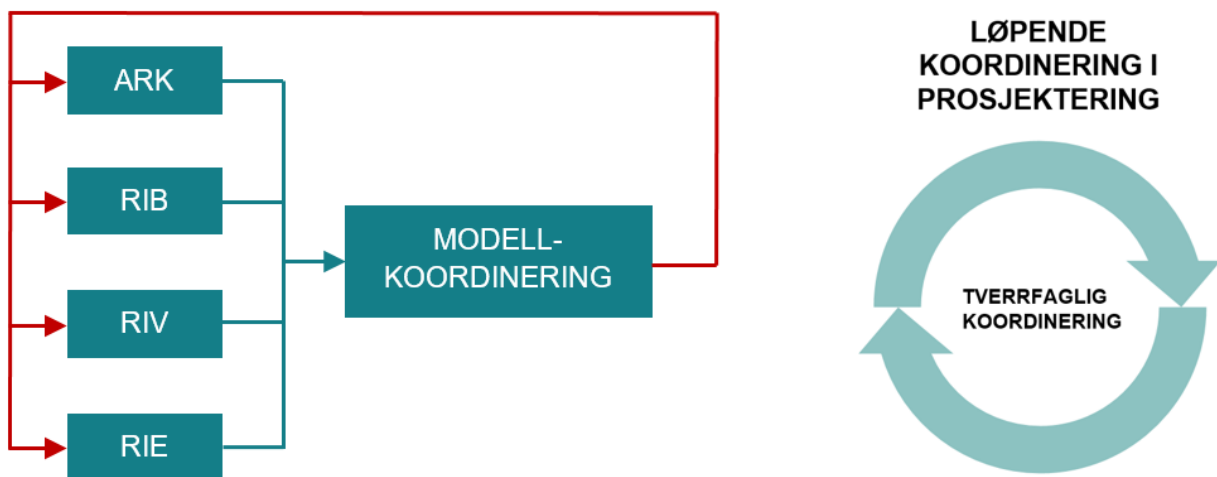 ARK
RIB
RIV
RIE
MODELL-
KOORDINERING
LØPENDE
KOORDINERING I
PROSJEKTERING
TVERRFAGLIG
KOORDINERING